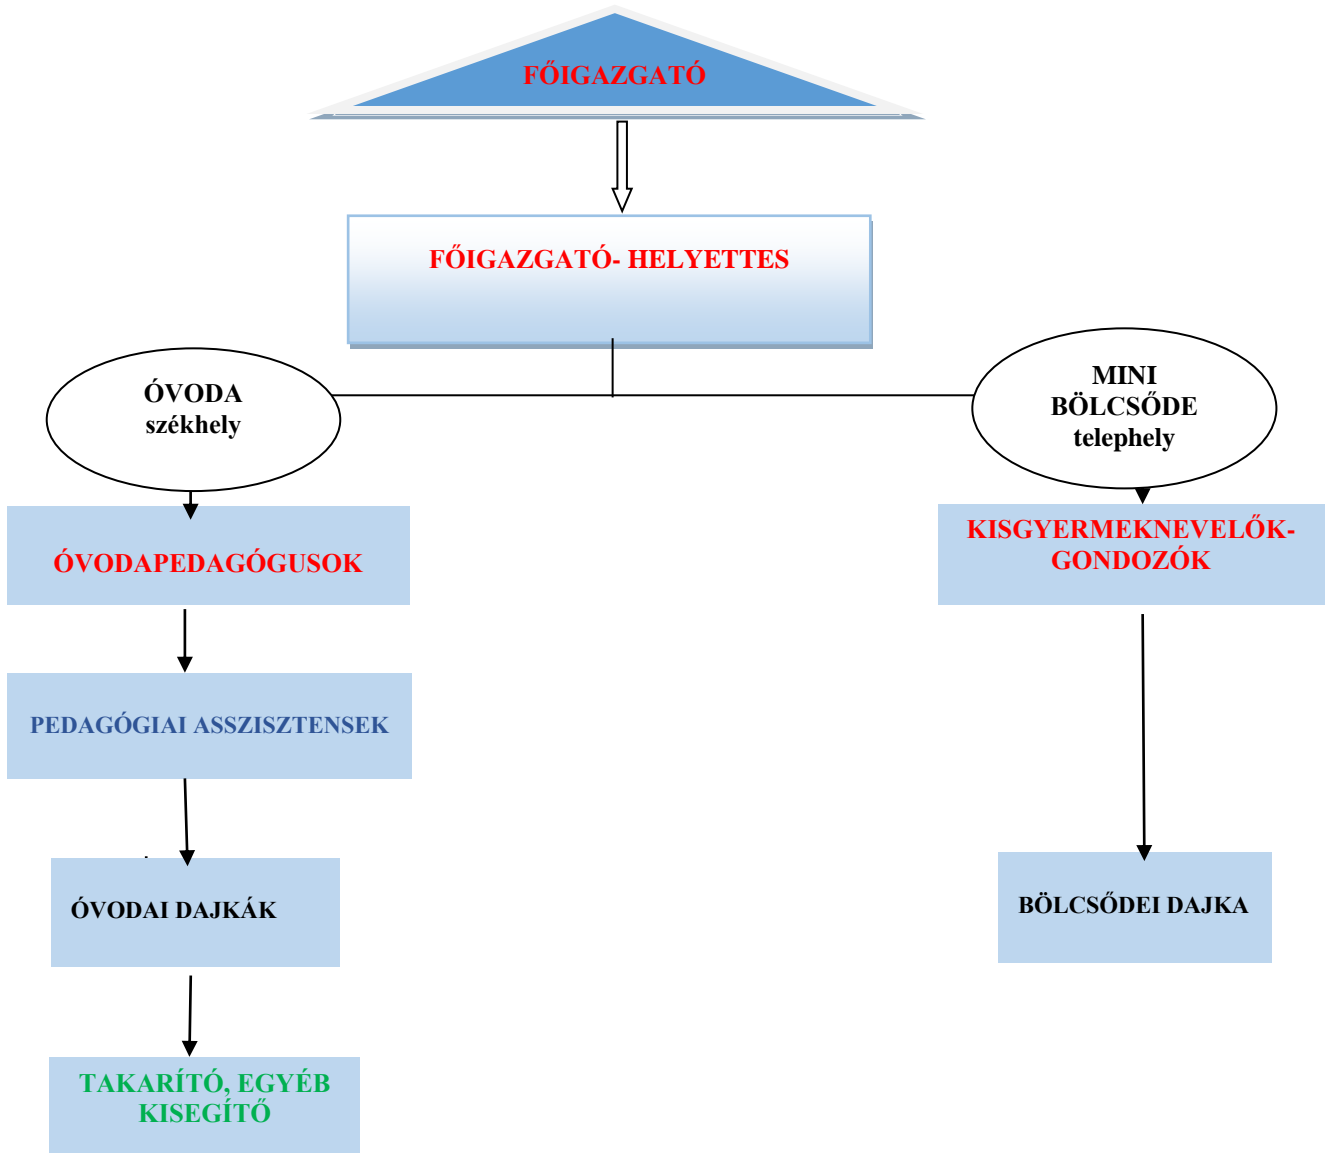 FŐIGAZGATÓ
FŐIGAZGATÓ- HELYETTES
ÓVODA
székhely
MINI
BÖLCSŐDE
telephely
ÓVODAPEDAGÓGUSOK
KISGYERMEKNEVELŐK-
GONDOZÓK
PEDAGÓGIAI ASSZISZTENSEK
ÓVODAI DAJKÁK
BÖLCSŐDEI DAJKA
TAKARÍTÓ, EGYÉB
KISEGÍTŐ